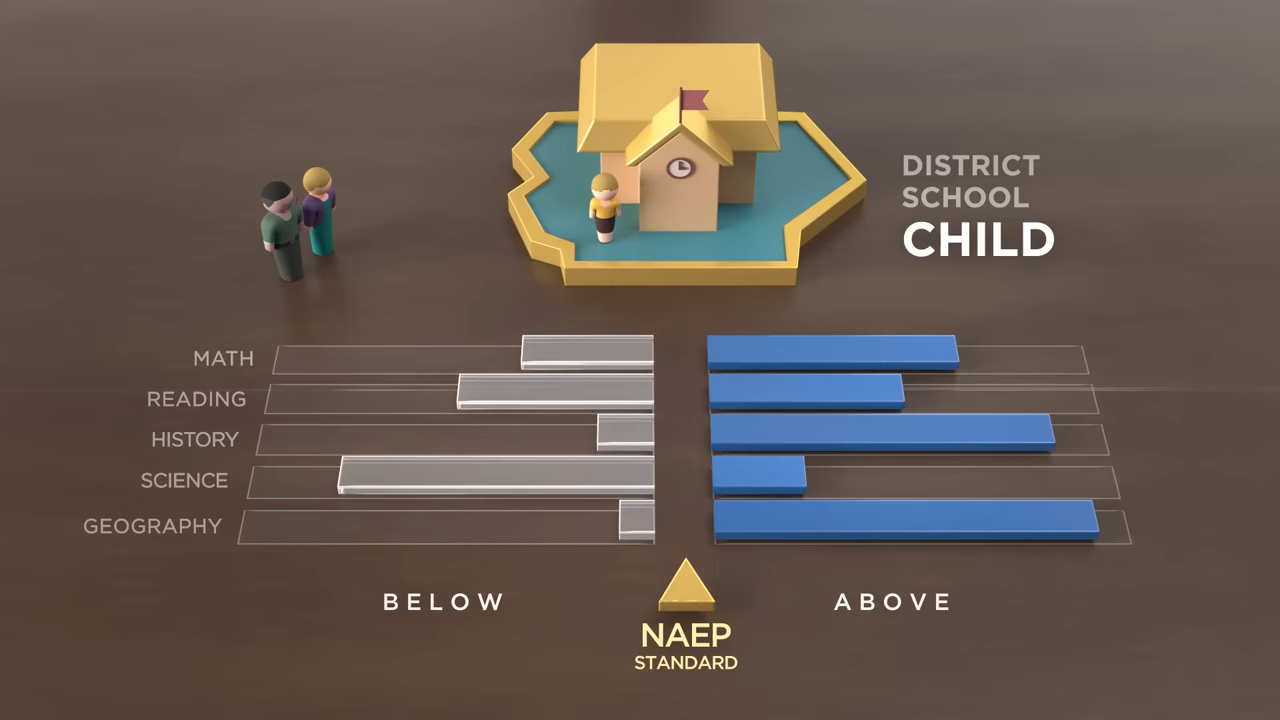 DISTRICT
SCHOOL
CHILD
MATH
READING
HISTORY
SCIENCE
GEOGRAPHY
BELOW
ABOVE
NAEP
STANDARD